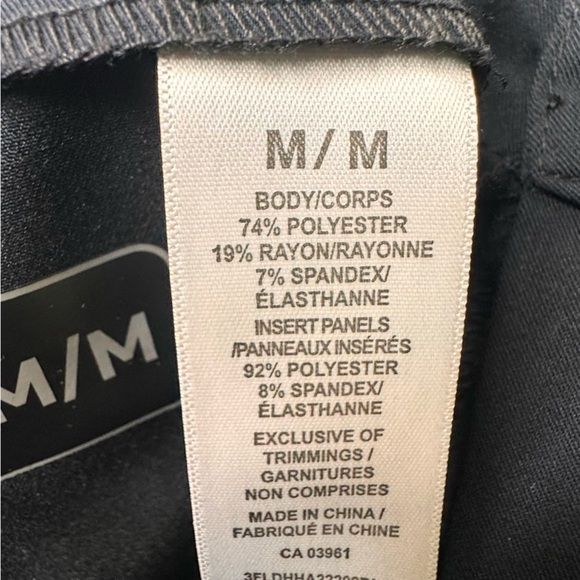 M / M
BODY/CORPS
74% POLYESTER
19% RAYON/RAYONNE
7% SPANDEX/
ÉLASTHANNE
INSERT PANELS
/PANNEAUX INSÉRÉS
92% POLYESTER
8% SPANDEX/
ÉLASTHANNE
EXCLUSIVE OF
TRIMMINGS /
GARNITURES
NON COMPRISES
MADE IN CHINA /
FABRIQUÉ EN CHINE
CA 03961
M/M